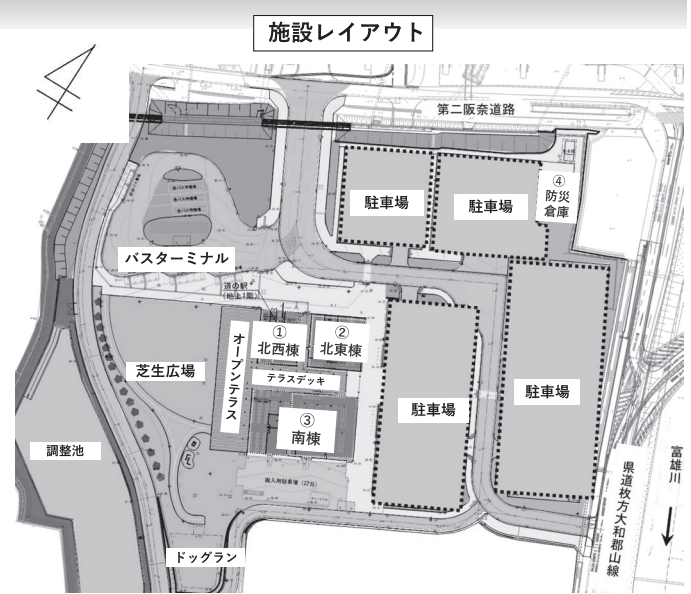 施設レイアウト
第二阪奈道路
駐車場
駐車場
④
防災
倉庫
バスターミナル
道の駅
(地上1階)
①
北西棟
②
北東棟
オープンテラス
芝生広場
テラスデッキ
駐車場
駐車場
③
南棟
調整池
富雄川
県道枚方大和郡山線
ドッグラン